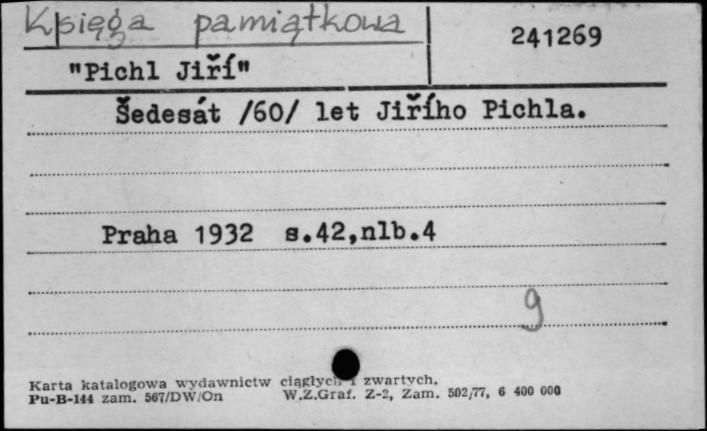 Księga pamiątkowa
241269
"Pichl Jiří"
Šedesát /60/ let Jiřího Pichla.
Praha 1932 s.42,nlb.4
9
Karta katalogowa wydawnictw ciągłych i zwartych.
Pu-B-144 zam. 567/DW/On W.Z.Graf. Z-2, Zam. 502/77, 6 400 000